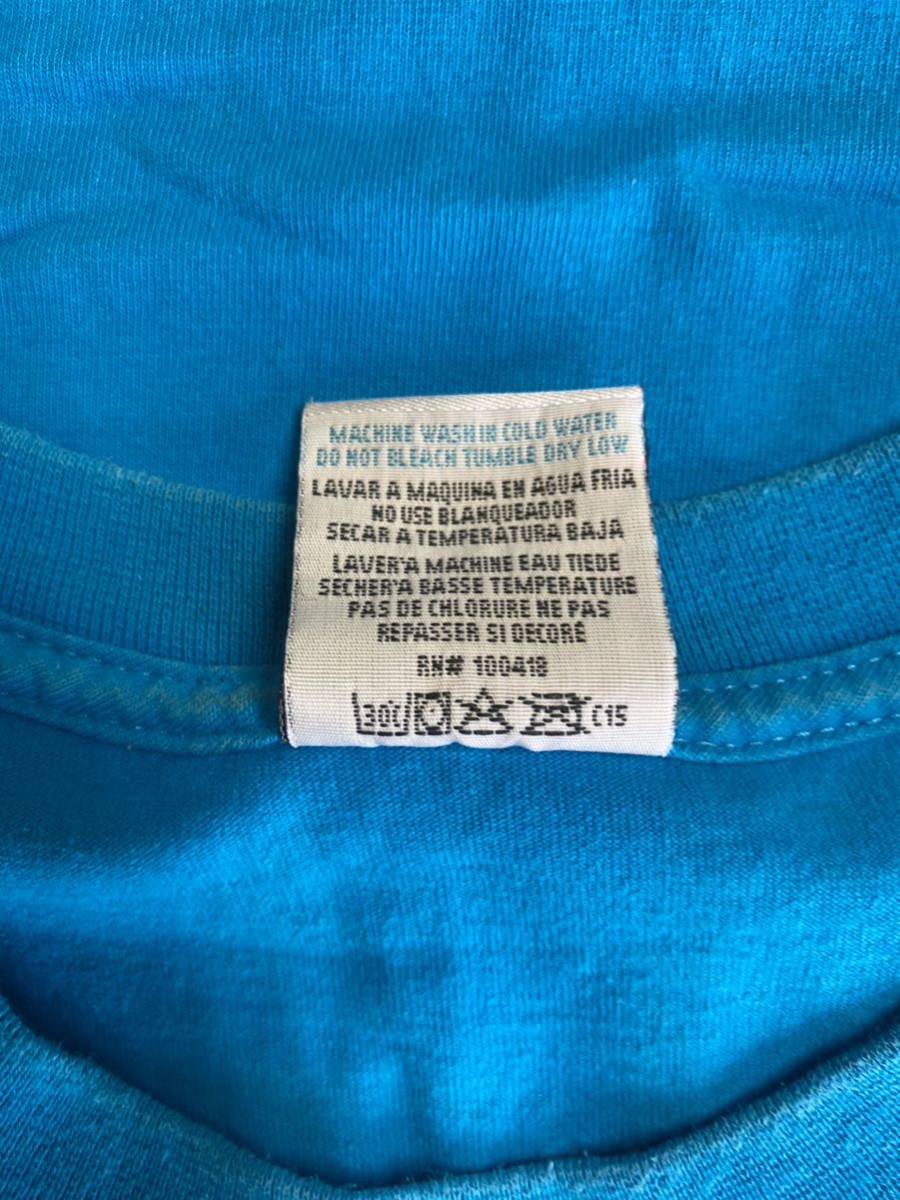 MACHINE WASH IN COLD WATER
DO NOT BLEACH TUMBLE DRY LOW
LAVAR A MAQUINA EN AGUA FRIA
NO USE BLANQUEADOR
SECAR A TEMPERATURA BAJA
LAVER'A MACHINE EAU TIEDE
SECHER'A BASSE TEMPERATURE
PAS DE CHLORURE NE PAS
REPASSER SI DECORÉ
RN# 100418
30C C15